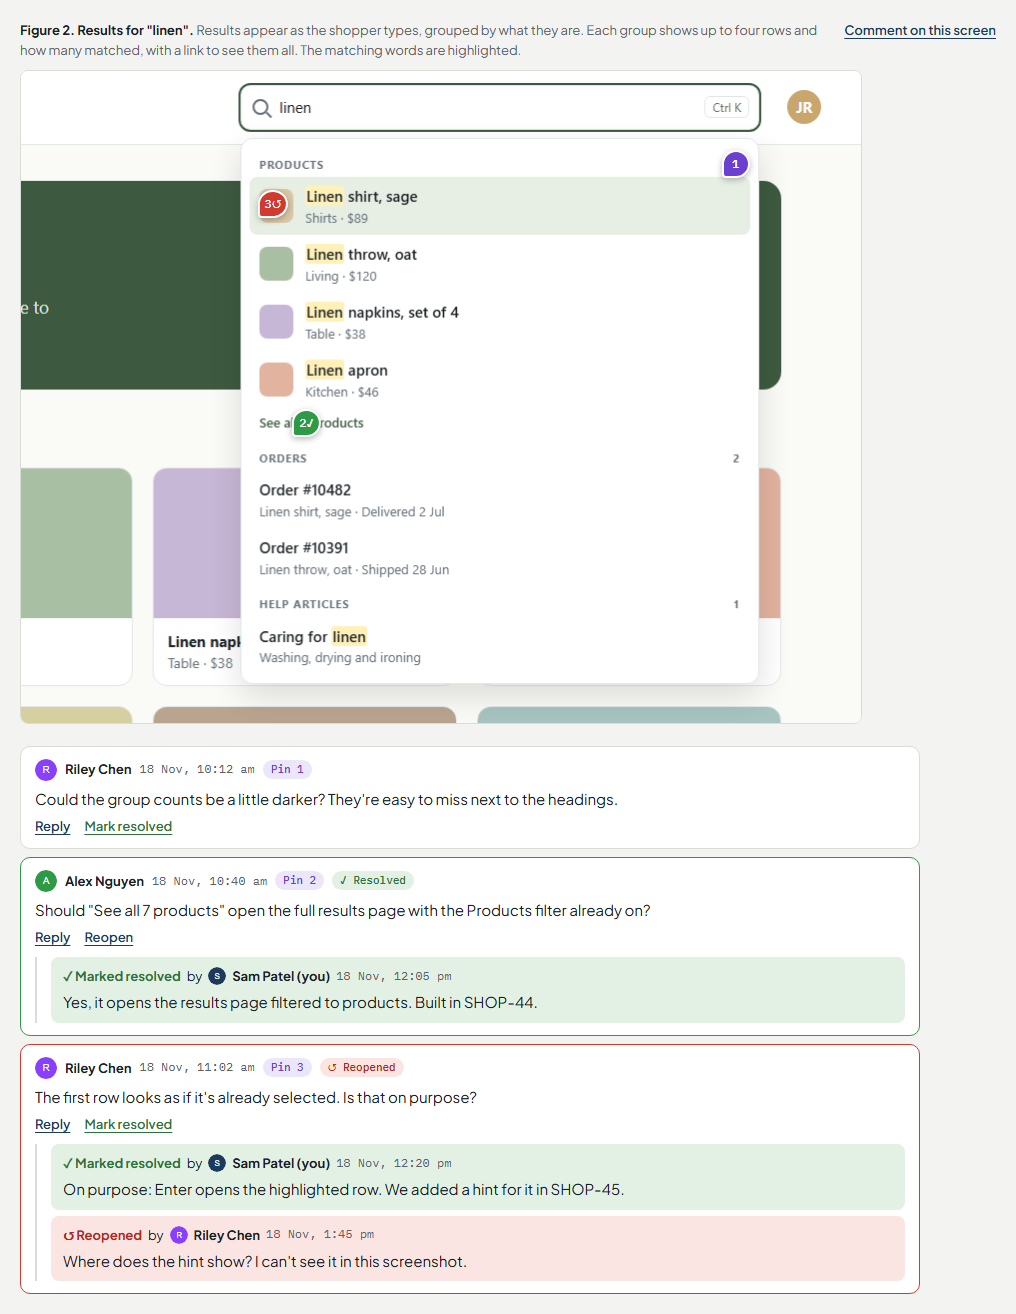 Figure 2. Results for "linen". Results appear as the shopper types, grouped by what they are. Each group shows up to four rows and
how many matched, with a link to see them all. The matching words are highlighted.
Comment on this screen
linen
Ctrl K
JR
PRODUCTS
1
3↺
Linen shirt, sage
Shirts · $89
Linen throw, oat
Living · $120
e to
Linen napkins, set of 4
Table · $38
Linen apron
Kitchen · $46
See al 2✓ roducts
ORDERS 2
Order #10482
Linen shirt, sage · Delivered 2 Jul
Order #10391
Linen throw, oat · Shipped 28 Jun
HELP ARTICLES 1
Caring for linen
Washing, drying and ironing
Linen napk
Table · $38
R Riley Chen 18 Nov, 10:12 am Pin 1
Could the group counts be a little darker? They're easy to miss next to the headings.
Reply Mark resolved
A Alex Nguyen 18 Nov, 10:40 am Pin 2 ✓ Resolved
Should "See all 7 products" open the full results page with the Products filter already on?
Reply Reopen
✓ Marked resolved by S Sam Patel (you) 18 Nov, 12:05 pm
Yes, it opens the results page filtered to products. Built in SHOP-44.
R Riley Chen 18 Nov, 11:02 am Pin 3 ↺ Reopened
The first row looks as if it's already selected. Is that on purpose?
Reply Mark resolved
✓ Marked resolved by S Sam Patel (you) 18 Nov, 12:20 pm
On purpose: Enter opens the highlighted row. We added a hint for it in SHOP-45.
↺ Reopened by R Riley Chen 18 Nov, 1:45 pm
Where does the hint show? I can't see it in this screenshot.